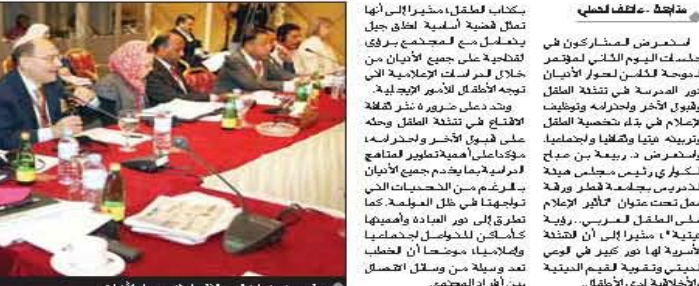 متابعة - عاطف الجبلي
استعرض المشاركون في
جلسات اليوم الثاني لمؤتمر
الدوحة الثامن لحوار الأديان
دور المدرسة في تنشئة الطفل
وقبول الآخر واحترامه وتوظيف
الإعلام في بناء شخصية الطفل
وتربيته دينيا وثقافيا واجتماعيا.
واستعرض د. ربيعة بن صباح
الكواري رئيس مجلس هيئة
التدريس بجامعة قطر ورقة
عمل تحت عنوان "تأثير الإعلام
على الطفل العربي.. رؤية
دينية"، مشيرا إلى أن التنشئة
الأسرية لها دور كبير في الوعي
الديني وتقوية القيم الدينية
والأخلاقية لدى الأطفال.
بكتاب الطفل، مشيرا إلى أنها
تمثل قضية أساسية لخلق جيل
يتعامل مع المجتمع برؤى
انفتاحية على جميع الأديان من
خلال الدراسات الإعلامية التي
توجه الأطفال للأمور الإيجابية.
وشدد على ضرورة نشر ثقافة
الاقناع في تنشئة الطفل وحثه
على قبول الآخر واحترامه،
مؤكدا على أهمية تطوير المناهج
الدراسية بما يخدم جميع الأديان
بالرغم من التحديات التي
تواجهنا في ظل العولمة. كما
تطرق إلى دور العبادة وأهميتها
كأماكن للتواصل اجتماعيا
وإعلاميا، موضحا أن الخطب
تعد وسيلة من وسائل الاتصال
بين أفراد المجتمع.